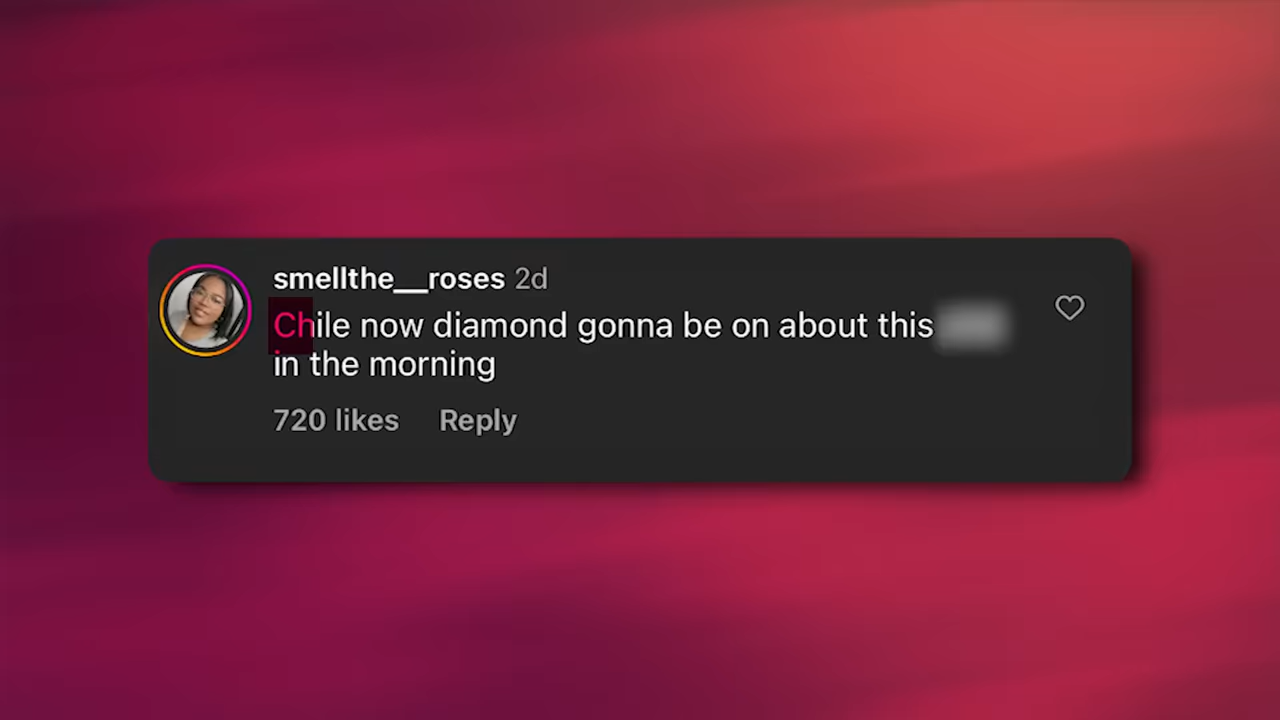 smellthe__roses 2d
Chile now diamond gonna be on about this
in the morning
720 likes Reply